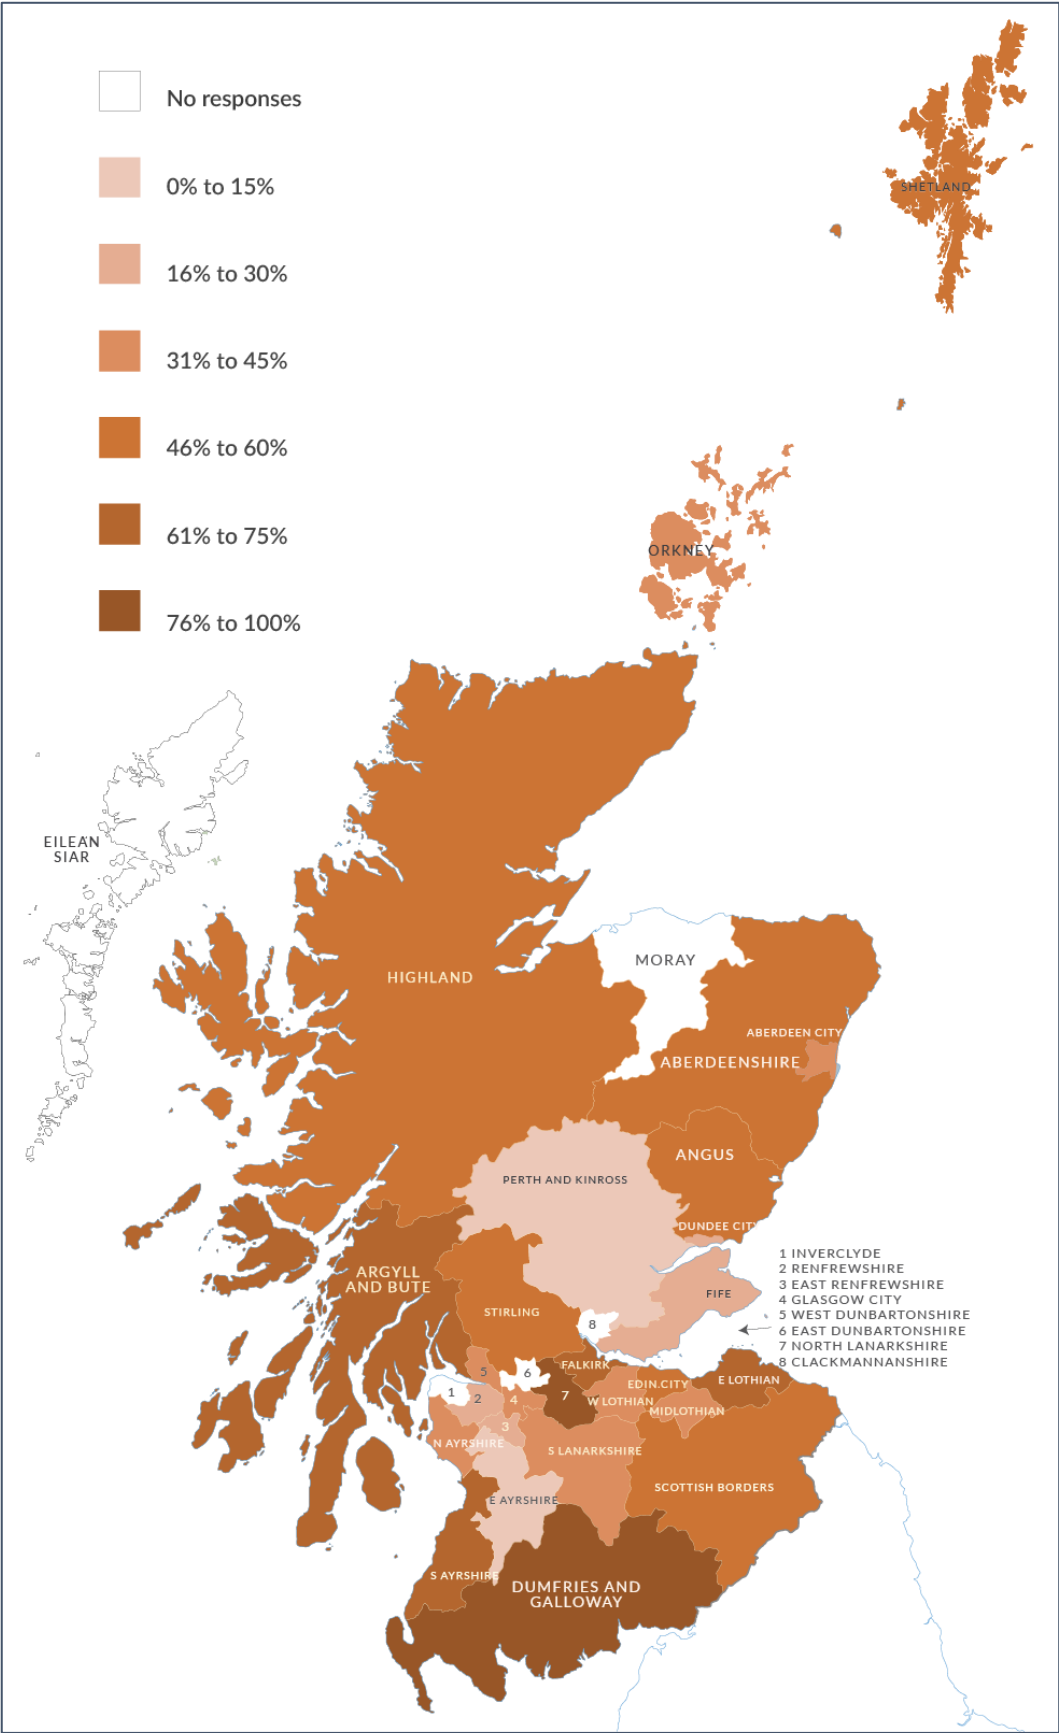 No responses
0% to 15%
16% to 30%
31% to 45%
46% to 60%
61% to 75%
76% to 100%
SHETLAND
ORKNEY
EILEAN
SIAR
HIGHLAND
MORAY
ABERDEEN CITY
ABERDEENSHIRE
ANGUS
PERTH AND KINROSS
DUNDEE CITY
ARGYLL
AND BUTE
FIFE
STIRLING
8
1 INVERCLYDE
2 RENFREWSHIRE
3 EAST RENFREWSHIRE
4 GLASGOW CITY
5 WEST DUNBARTONSHIRE
6 EAST DUNBARTONSHIRE
7 NORTH LANARKSHIRE
8 CLACKMANNANSHIRE
FALKIRK
5
6
E LOTHIAN
EDIN.CITY
1
2
4
7
W LOTHIAN
MIDLOTHIAN
3
N AYRSHIRE
S LANARKSHIRE
SCOTTISH BORDERS
E AYRSHIRE
S AYRSHIRE
DUMFRIES AND
GALLOWAY